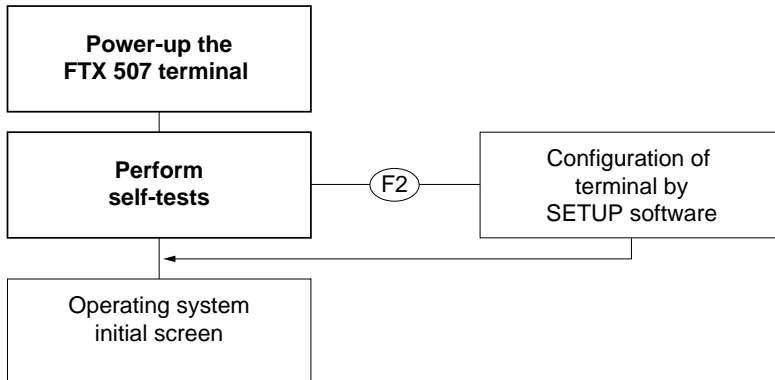 Power-up the
FTX 507 terminal
Perform
self-tests
F2
Configuration of
terminal by
SETUP software
Operating system
initial screen